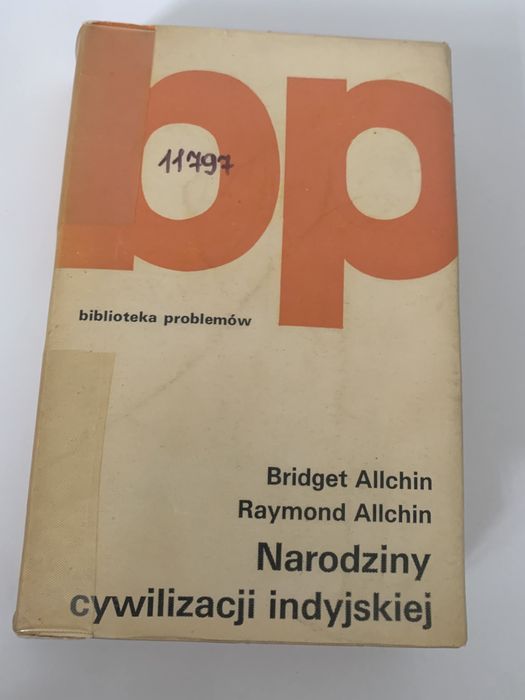 bp
11797
biblioteka problemów
Bridget Allchin
Raymond Allchin
Narodziny
cywilizacji indyjskiej